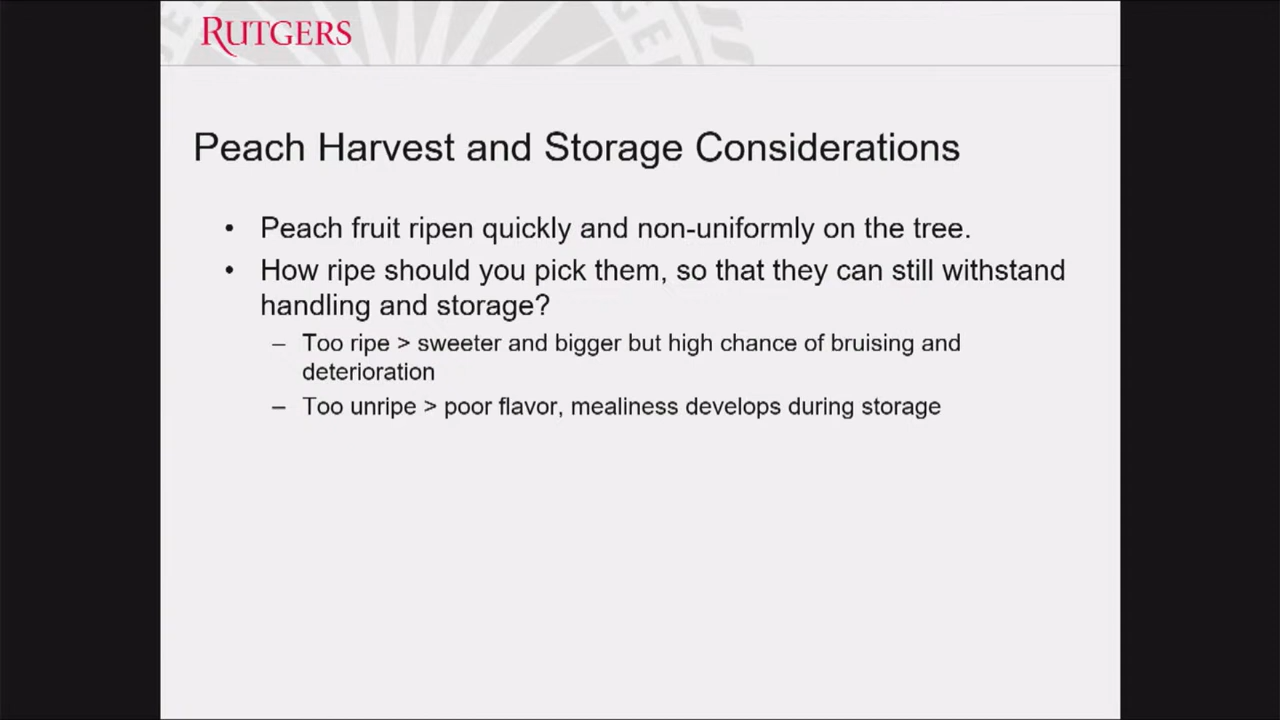 RUTGERS
Peach Harvest and Storage Considerations
• Peach fruit ripen quickly and non-uniformly on the tree.
• How ripe should you pick them, so that they can still withstand
handling and storage?
– Too ripe > sweeter and bigger but high chance of bruising and
deterioration
– Too unripe > poor flavor, mealiness develops during storage